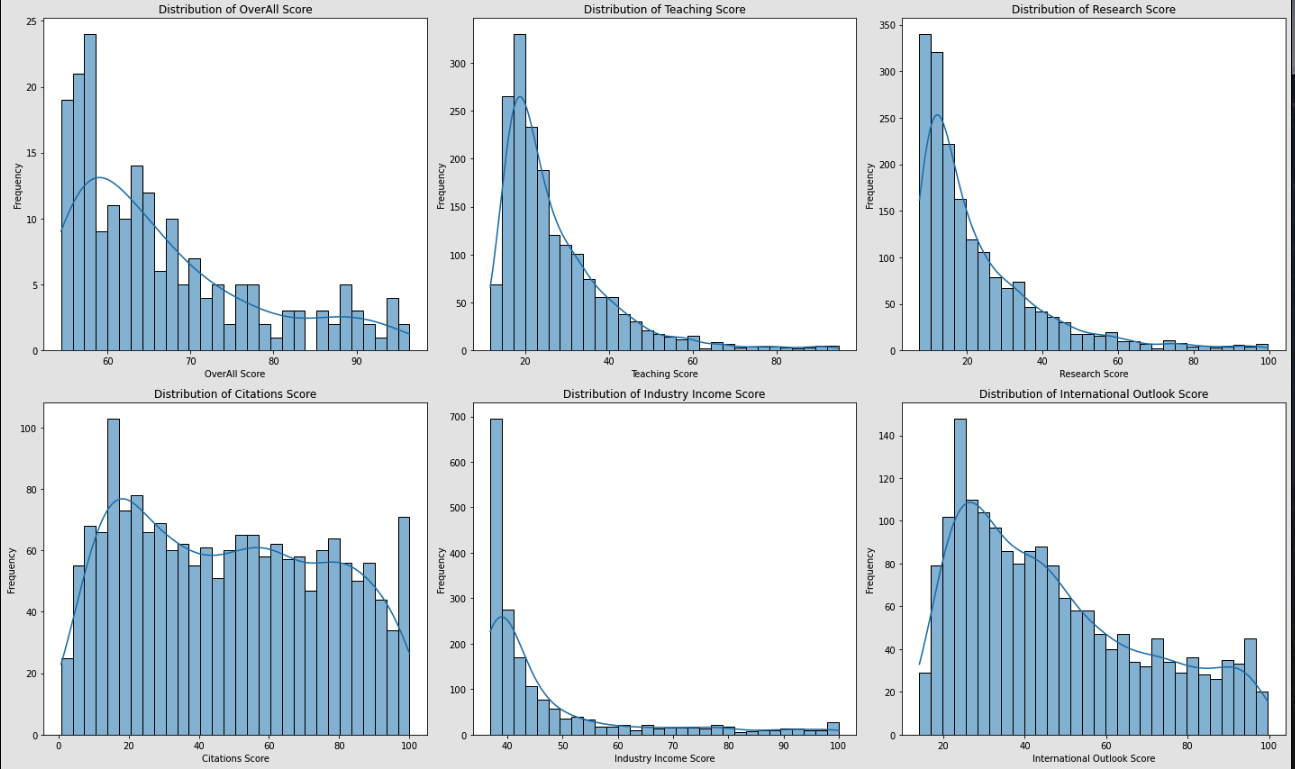 Distribution of OverAll Score
Frequency
25
20
15
10
5
0
60 70 80 90
OverAll Score
Distribution of Teaching Score
Frequency
300
250
200
150
100
50
0
20 40 60 80
Teaching Score
Distribution of Research Score
Frequency
350
300
250
200
150
100
50
0
20 40 60 80 100
Research Score
Distribution of Citations Score
Frequency
100
80
60
40
20
0
0 20 40 60 80 100
Citations Score
Distribution of Industry Income Score
Frequency
700
600
500
400
300
200
100
0
40 50 60 70 80 90 100
Industry Income Score
Distribution of International Outlook Score
Frequency
140
120
100
80
60
40
20
0
20 40 60 80 100
International Outlook Score